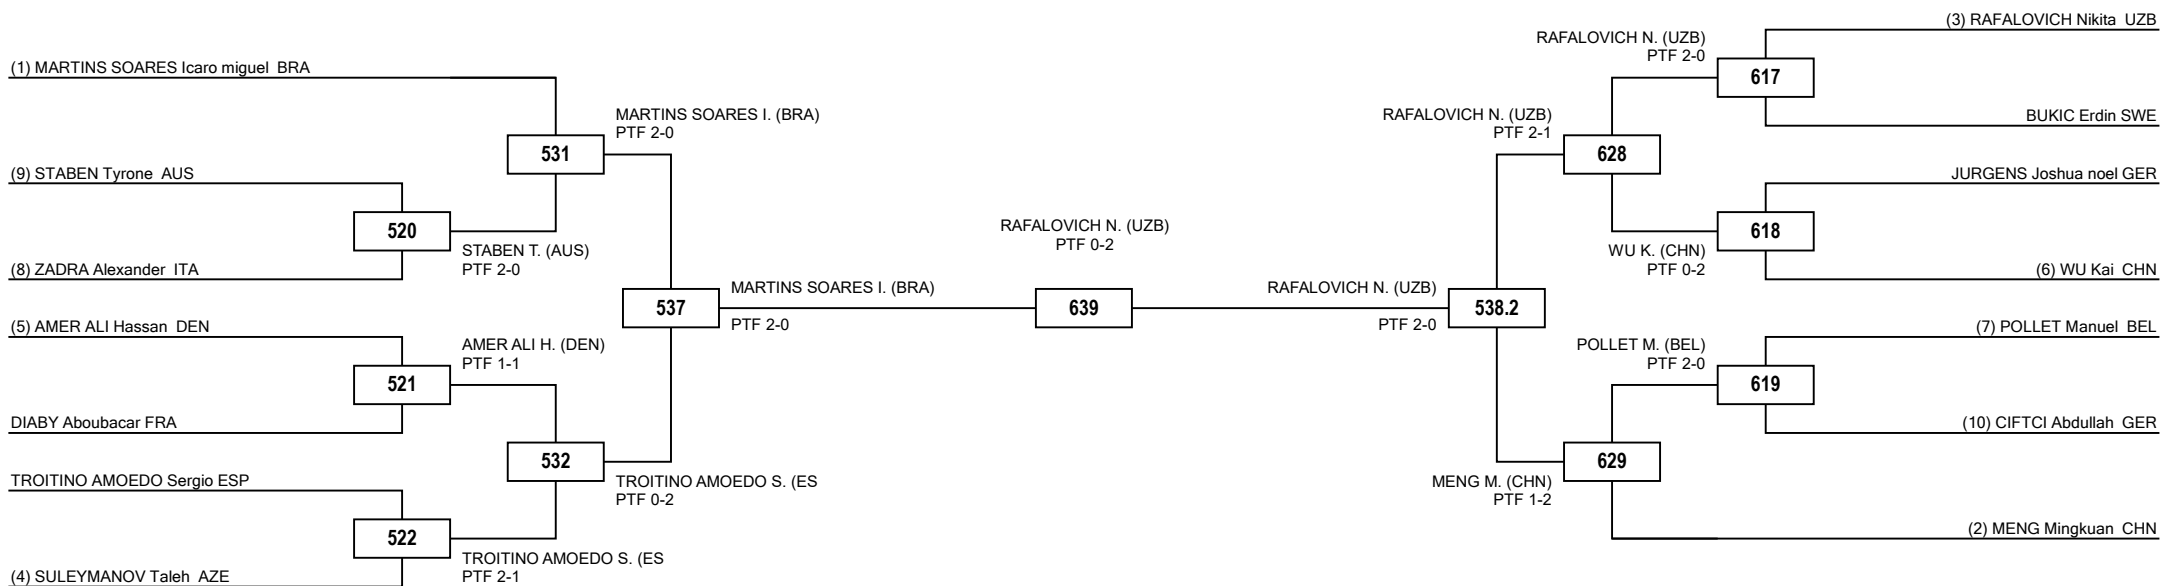 (3) RAFALOVICH Nikita UZB
RAFALOVICH N. (UZB)
PTF 2-0
(1) MARTINS SOARES Icaro miguel BRA
617
MARTINS SOARES I. (BRA)
PTF 2-0
RAFALOVICH N. (UZB)
PTF 2-1
BUKIC Erdin SWE
531
628
(9) STABEN Tyrone AUS
JURGENS Joshua noel GER
520
RAFALOVICH N. (UZB)
PTF 0-2
618
STABEN T. (AUS)
PTF 2-0
WU K. (CHN)
PTF 0-2
(8) ZADRA Alexander ITA
(6) WU Kai CHN
MARTINS SOARES I. (BRA)
RAFALOVICH N. (UZB)
537
639
538.2
PTF 2-0
PTF 2-0
(5) AMER ALI Hassan DEN
(7) POLLET Manuel BEL
AMER ALI H. (DEN)
PTF 1-1
POLLET M. (BEL)
PTF 2-0
521
619
DIABY Aboubacar FRA
(10) CIFTCI Abdullah GER
532
629
TROITINO AMOEDO Sergio ESP
TROITINO AMOEDO S. (ES
PTF 0-2
MENG M. (CHN)
PTF 1-2
522
(2) MENG Mingkuan CHN
TROITINO AMOEDO S. (ES
PTF 2-1
(4) SULEYMANOV Taleh AZE